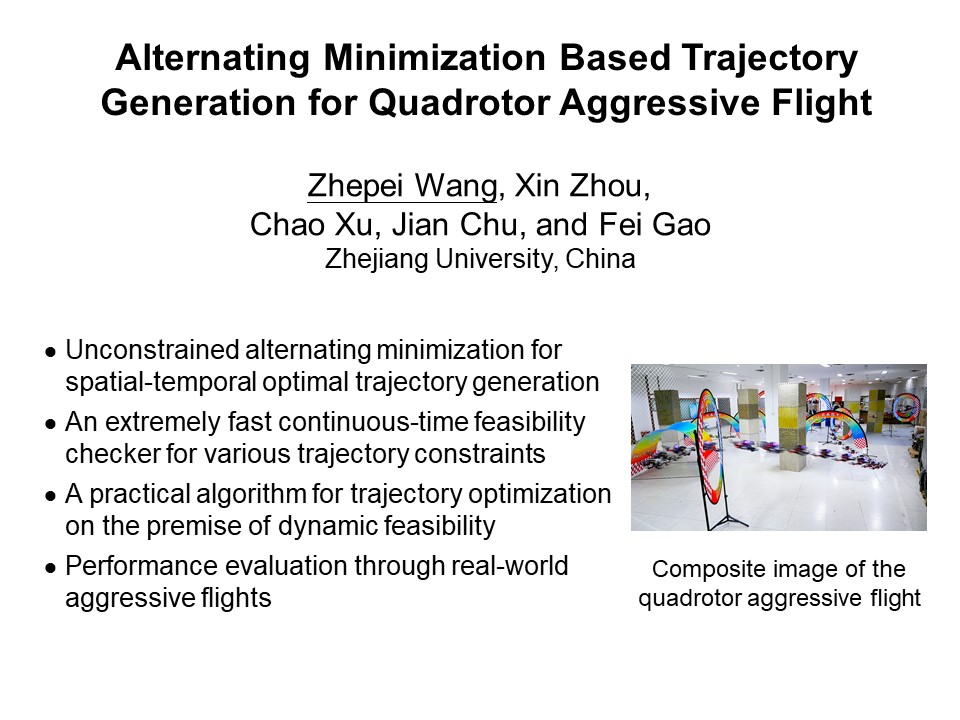 Alternating Minimization Based Trajectory
Generation for Quadrotor Aggressive Flight
Zhepei Wang, Xin Zhou,
Chao Xu, Jian Chu, and Fei Gao
Zhejiang University, China
● Unconstrained alternating minimization for
spatial-temporal optimal trajectory generation
● An extremely fast continuous-time feasibility
checker for various trajectory constraints
● A practical algorithm for trajectory optimization
on the premise of dynamic feasibility
● Performance evaluation through real-world
aggressive flights
Composite image of the
quadrotor aggressive flight